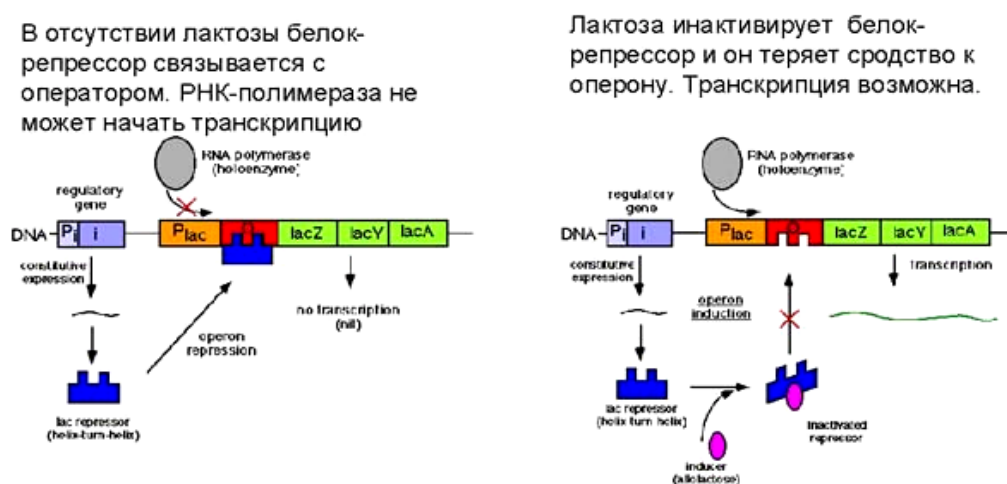 В отсутствии лактозы белок-
репрессор связывается с
оператором. РНК-полимераза не
может начать транскрипцию
RNA polymerase
(holoenzyme)
regulatory
gene
DNA
Pi
i
Plac
O
lacZ
lacY
lacA
constitutive
expression
no transcription
(nil)
operon
repression
lac repressor
(helix-turn-helix)
Лактоза инактивирует белок-
репрессор и он теряет сродство к
оперону. Транскрипция возможна.
RNA polymerase
(holoenzyme)
regulatory
gene
DNA
Pi
i
Plac
O
lacZ
lacY
lacA
constitutive
expression
transcription
operon
induction
lac repressor
(helix turn helix)
inactivated
repressor
inducer
(allolactose)